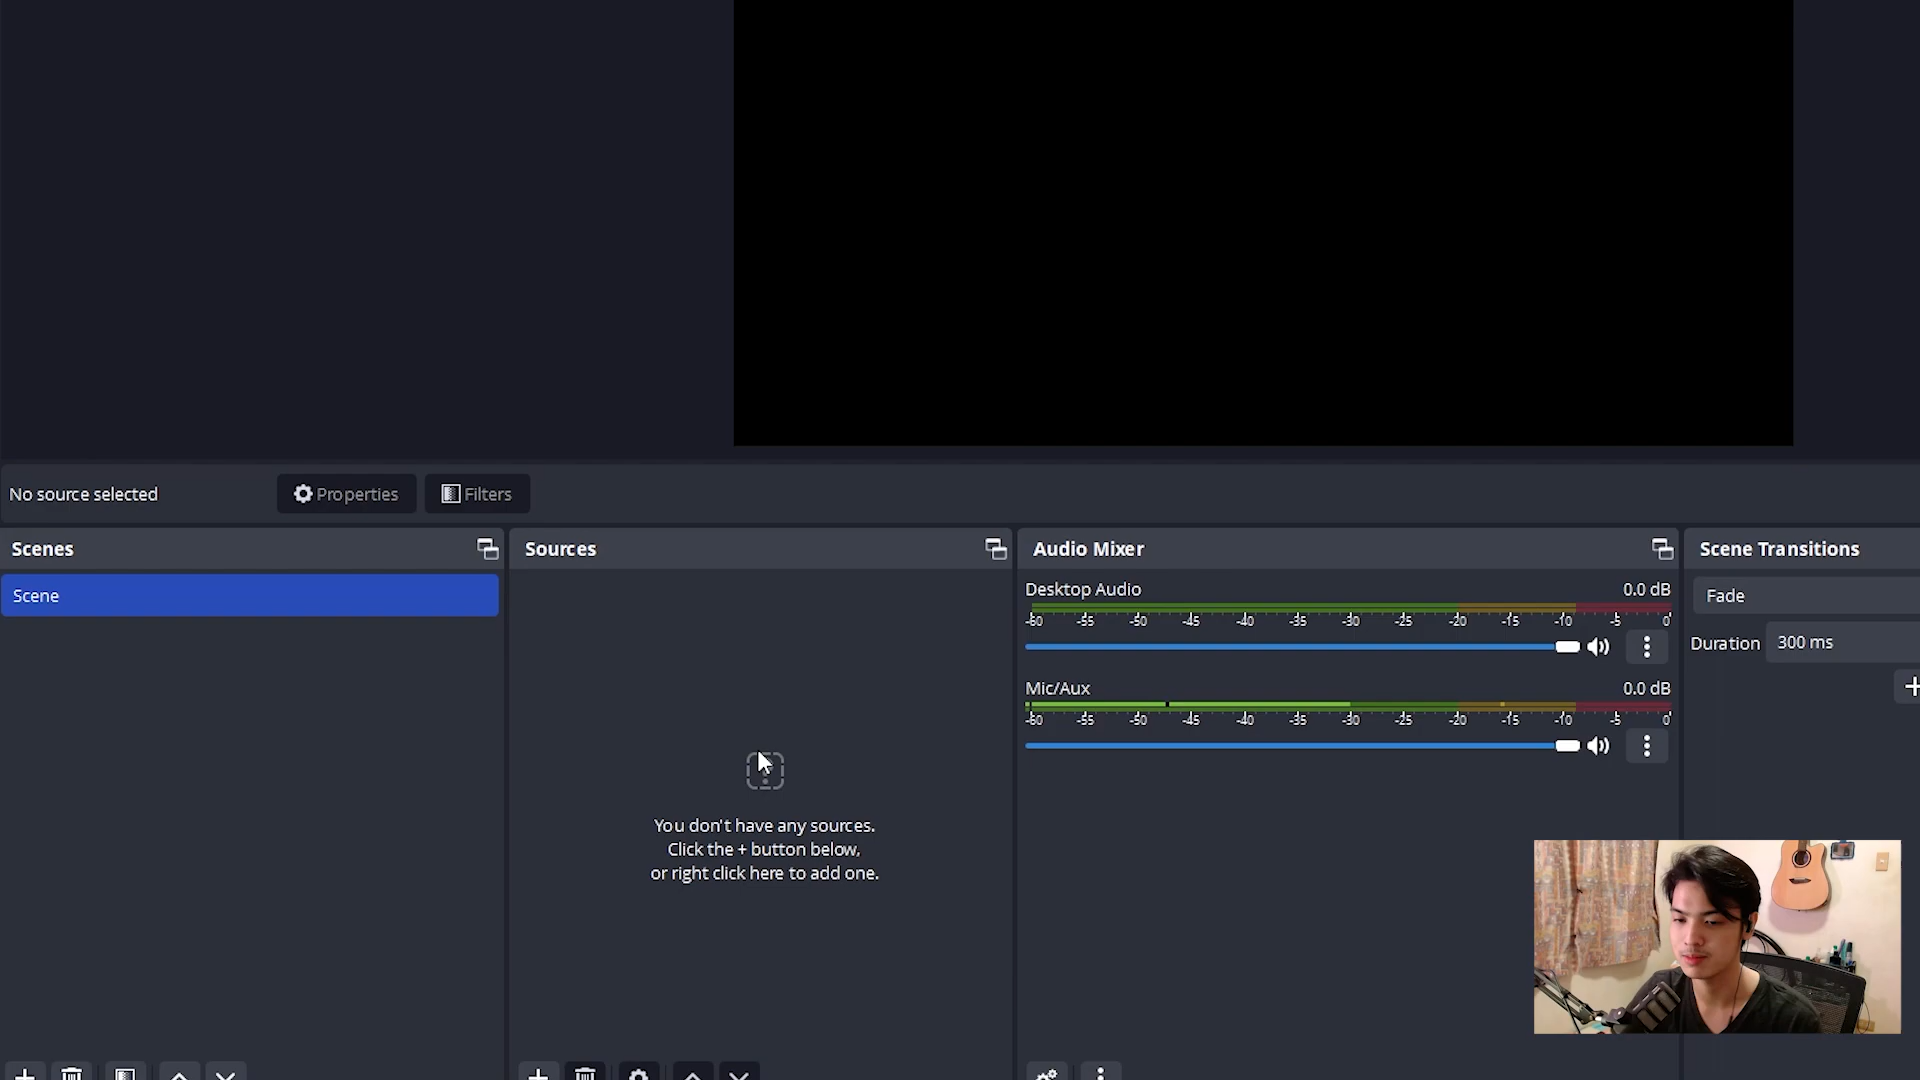 No source selected
Properties
Filters
Scenes
Sources
Audio Mixer
Scene Transitions
Scene
Desktop Audio
0.0 dB
-60 -55 -50 -45 -40 -35 -30 -25 -20 -15 -10 -5 0
Mic/Aux
0.0 dB
-60 -55 -50 -45 -40 -35 -30 -25 -20 -15 -10 -5 0
Fade
Duration
300 ms
You don't have any sources.
Click the + button below,
or right click here to add one.